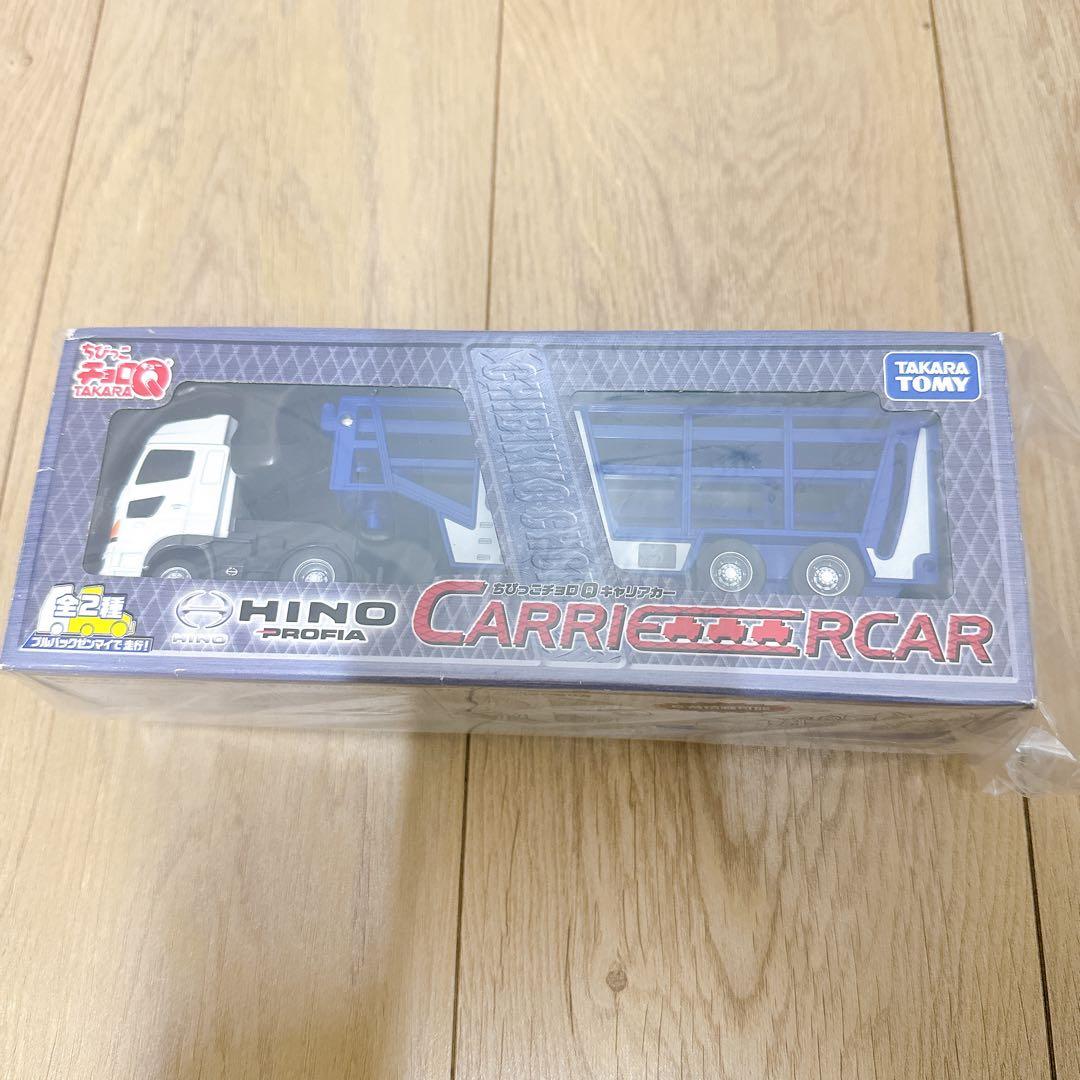 ちびっこ
チョロQ
TAKARA
TAKARA
TOMY
全2種
プルバックゼンマイで走行!
HINO
HINO
PROFIA
ちびっこチョロQキャリアカー
CARRIERCAR